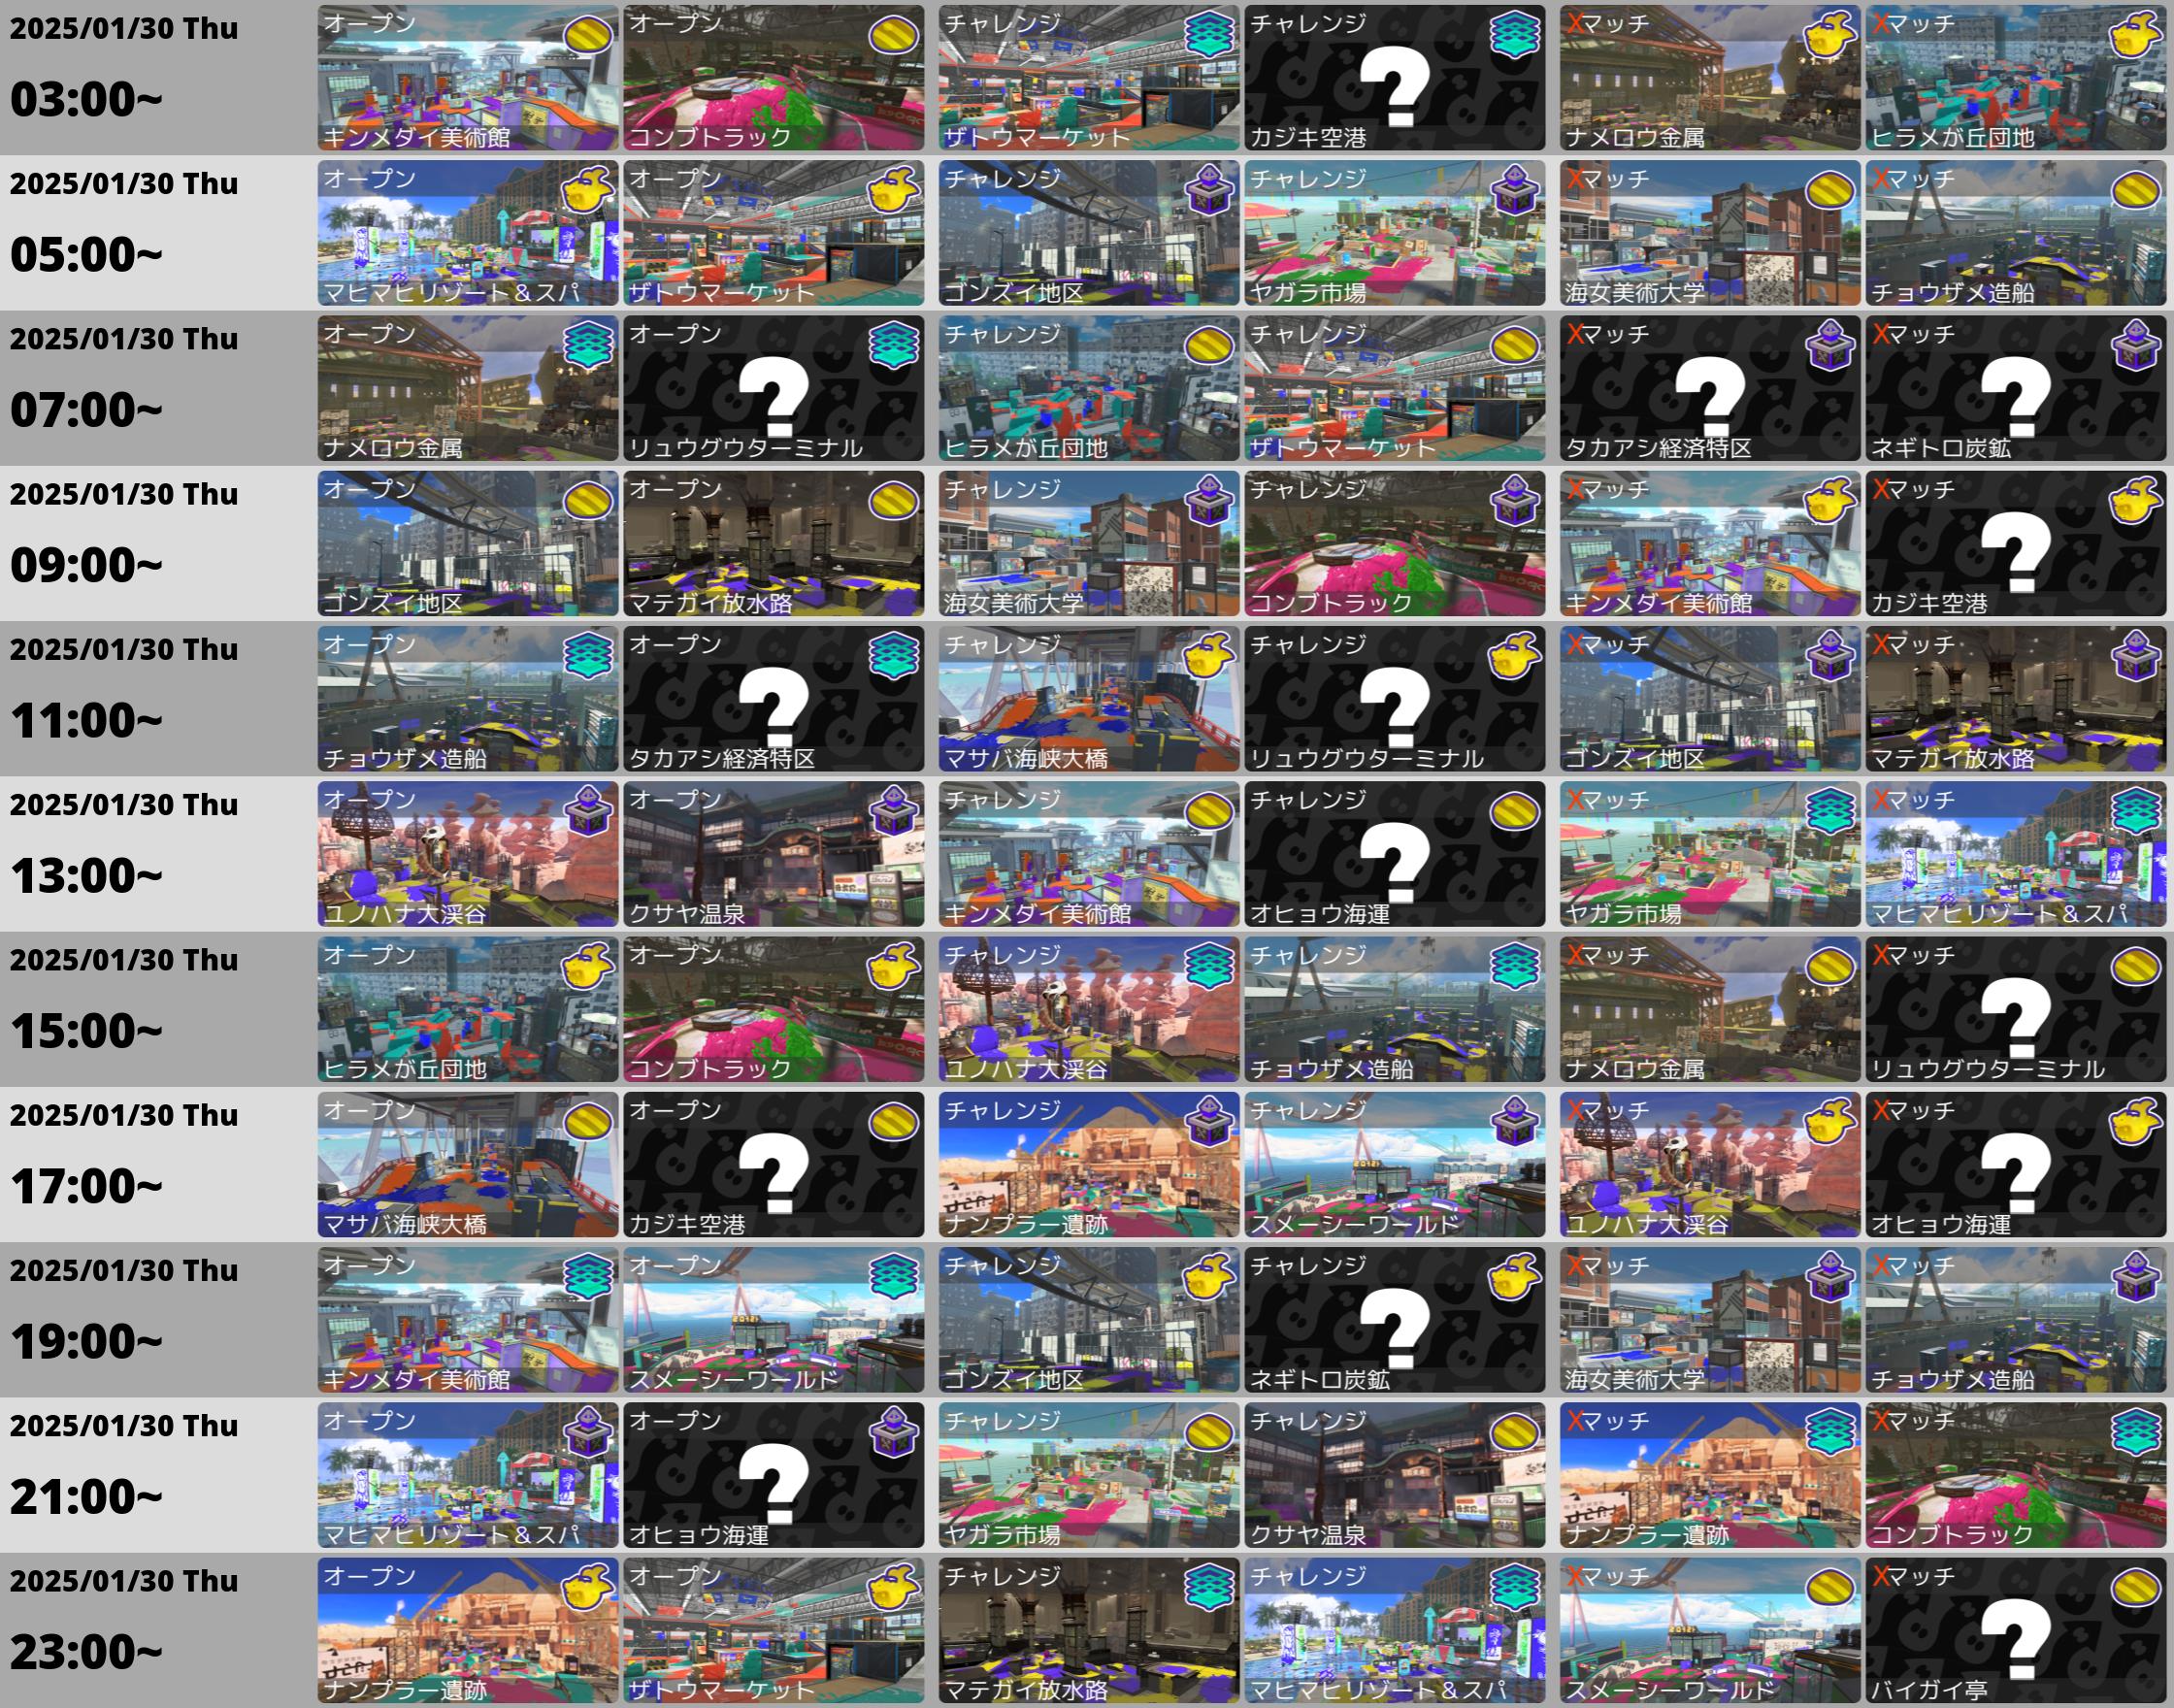 2025/01/30 Thu
03:00~
オープン オープン チャレンジ チャレンジ Xマッチ Xマッチ
キンメダイ美術館 コンブトラック ザトウマーケット カジキ空港 ナメロウ金属 ヒラメが丘団地
2025/01/30 Thu
05:00~
オープン オープン チャレンジ チャレンジ Xマッチ Xマッチ
マヒマヒリゾート&スパ ザトウマーケット ゴンズイ地区 ヤガラ市場 海女美術大学 チョウザメ造船
2025/01/30 Thu
07:00~
オープン オープン チャレンジ チャレンジ Xマッチ Xマッチ
ナメロウ金属 リュウグウターミナル ヒラメが丘団地 ザトウマーケット タカアシ経済特区 ネギトロ炭鉱
2025/01/30 Thu
09:00~
オープン オープン チャレンジ チャレンジ Xマッチ Xマッチ
ゴンズイ地区 マテガイ放水路 海女美術大学 コンブトラック キンメダイ美術館 カジキ空港
2025/01/30 Thu
11:00~
オープン オープン チャレンジ チャレンジ Xマッチ Xマッチ
チョウザメ造船 タカアシ経済特区 マサバ海峡大橋 リュウグウターミナル ゴンズイ地区 マテガイ放水路
2025/01/30 Thu
13:00~
オープン オープン チャレンジ チャレンジ Xマッチ Xマッチ
ユノハナ大渓谷 クサヤ温泉 キンメダイ美術館 オヒョウ海運 ヤガラ市場 マヒマヒリゾート&スパ
2025/01/30 Thu
15:00~
オープン オープン チャレンジ チャレンジ Xマッチ Xマッチ
ヒラメが丘団地 コンブトラック ユノハナ大渓谷 チョウザメ造船 ナメロウ金属 リュウグウターミナル
2025/01/30 Thu
17:00~
オープン オープン チャレンジ チャレンジ Xマッチ Xマッチ
マサバ海峡大橋 カジキ空港 ナンプラー遺跡 スメーシーワールド ユノハナ大渓谷 オヒョウ海運
2025/01/30 Thu
19:00~
オープン オープン チャレンジ チャレンジ Xマッチ Xマッチ
キンメダイ美術館 スメーシーワールド ゴンズイ地区 ネギトロ炭鉱 海女美術大学 チョウザメ造船
2025/01/30 Thu
21:00~
オープン オープン チャレンジ チャレンジ Xマッチ Xマッチ
マヒマヒリゾート&スパ オヒョウ海運 ヤガラ市場 クサヤ温泉 ナンプラー遺跡 コンブトラック
2025/01/30 Thu
23:00~
オープン オープン チャレンジ チャレンジ Xマッチ Xマッチ
ナンプラー遺跡 ザトウマーケット マテガイ放水路 マヒマヒリゾート&スパ スメーシーワールド バイガイ亭